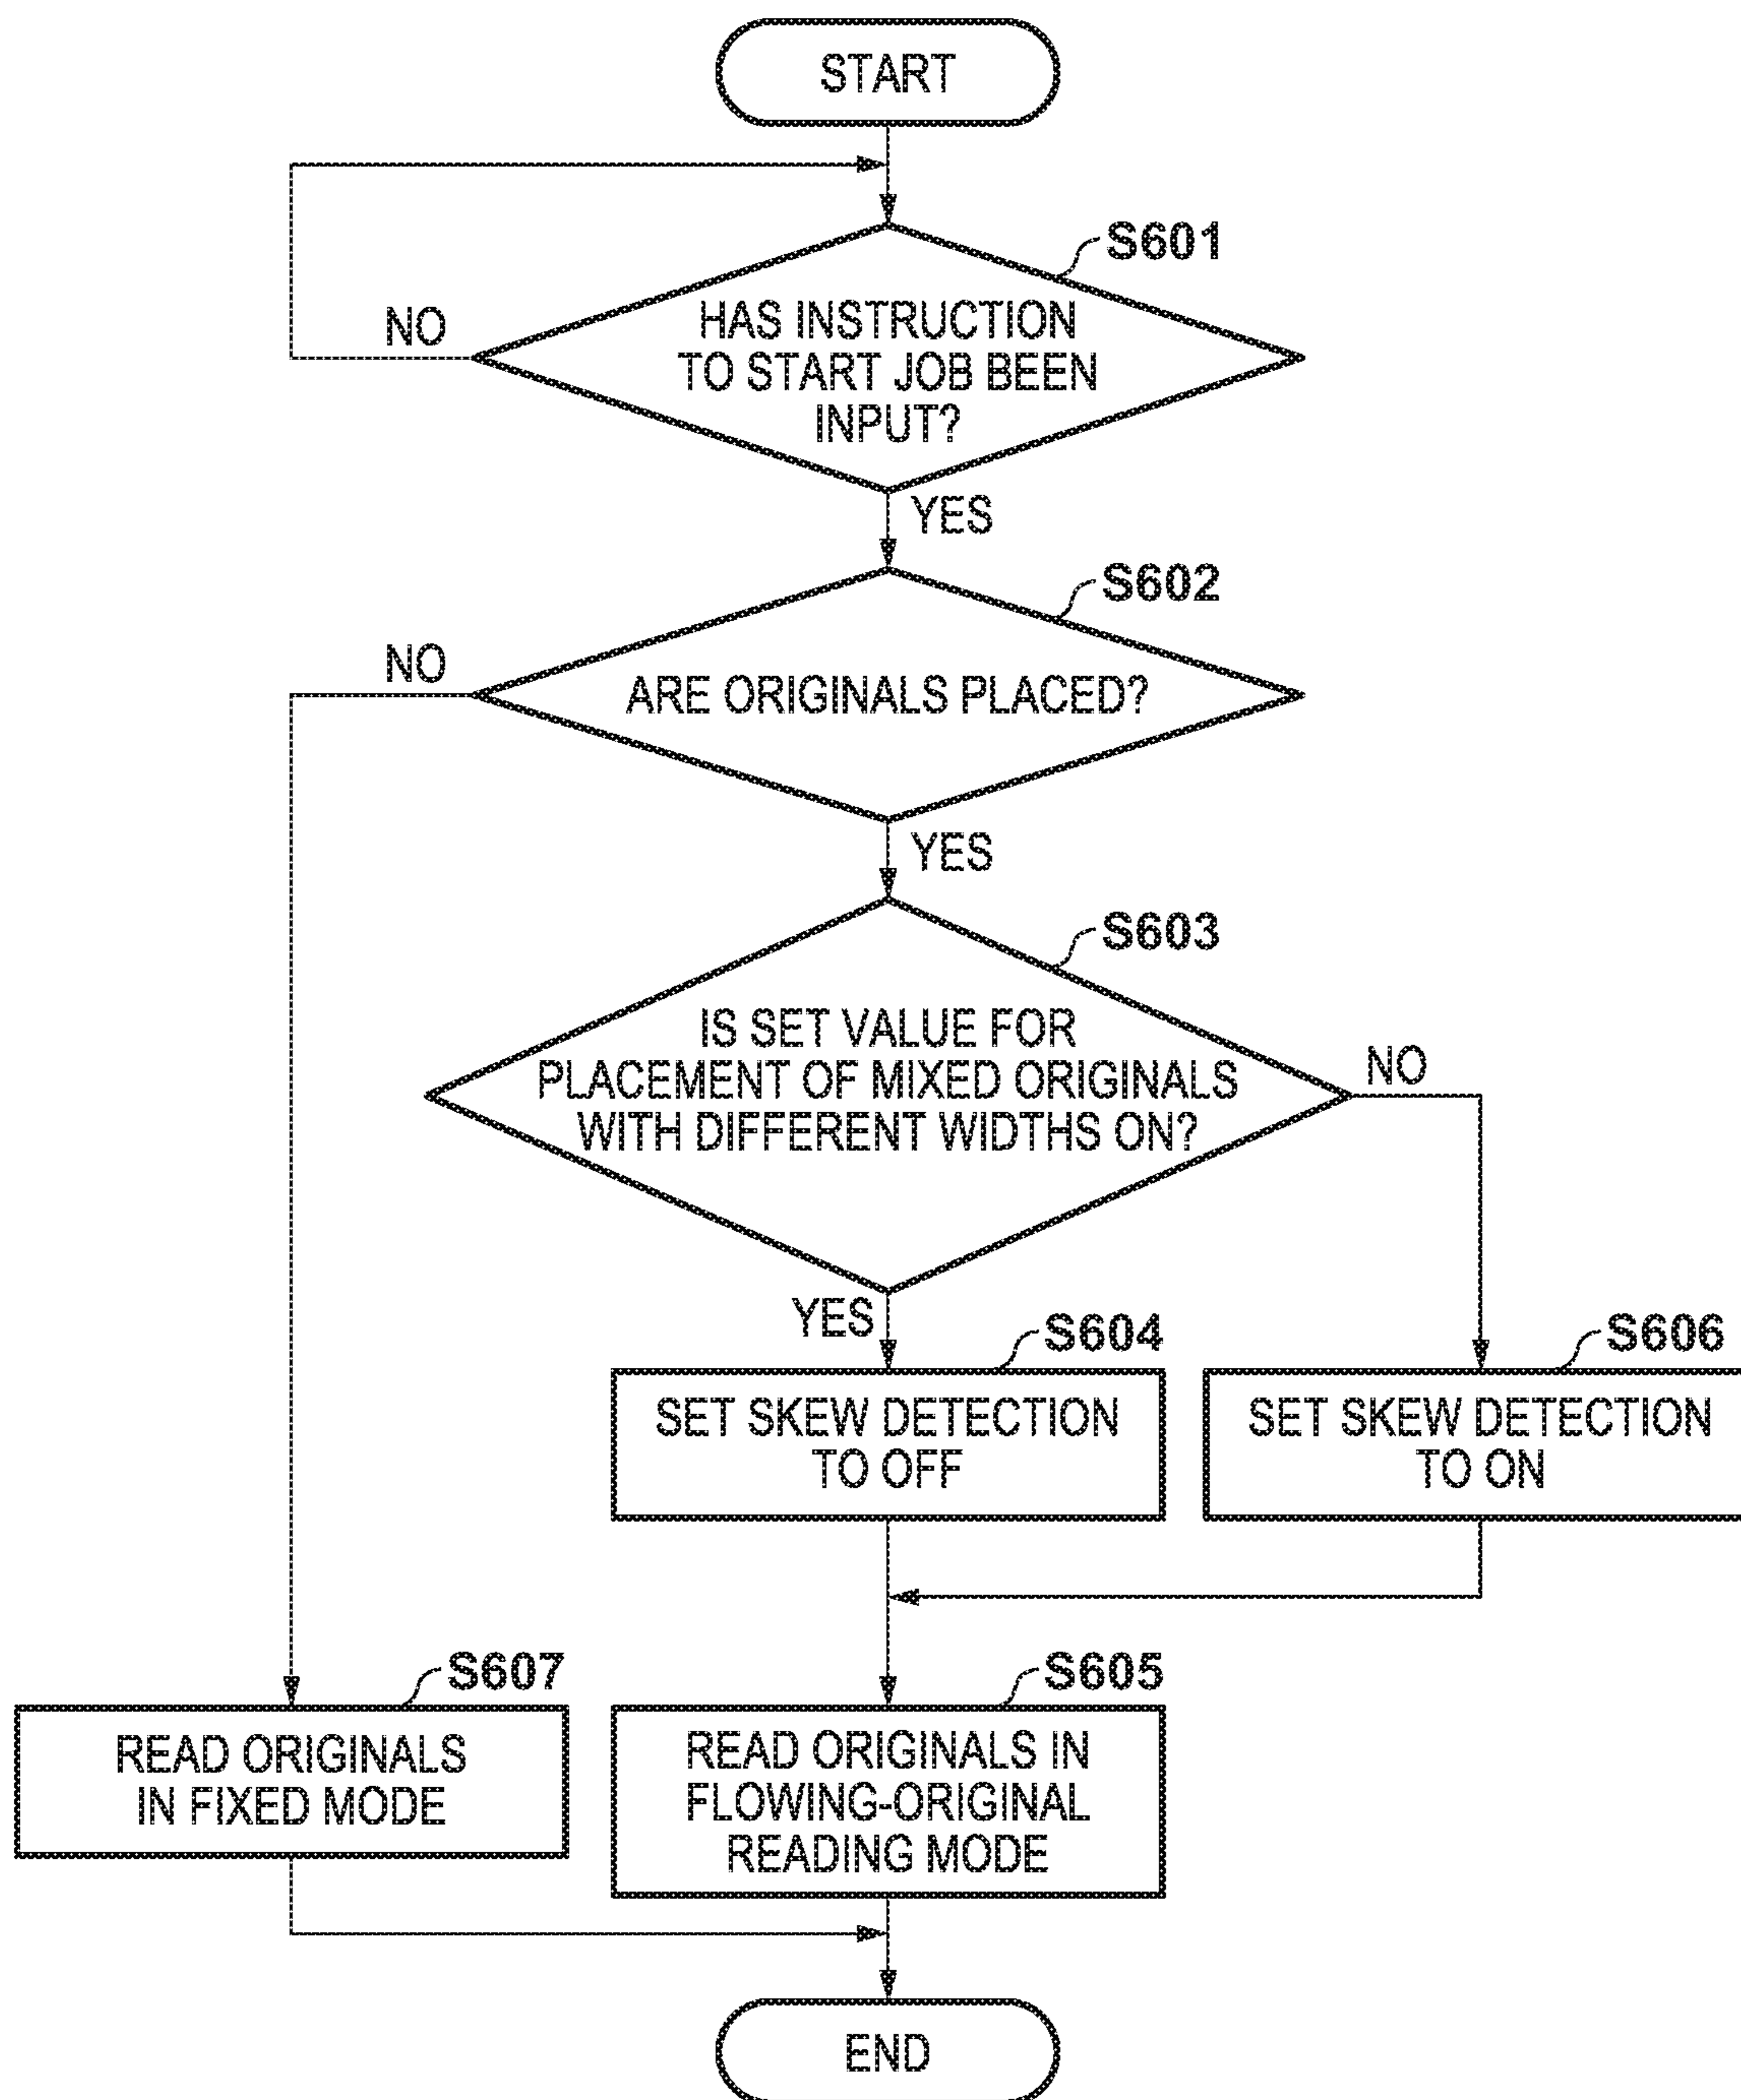 START
S601
HAS INSTRUCTION
TO START JOB BEEN
INPUT?
NO
YES
S602
ARE ORIGINALS PLACED?
NO
YES
S603
IS SET VALUE FOR
PLACEMENT OF MIXED ORIGINALS
WITH DIFFERENT WIDTHS ON?
NO
YES
S604
SET SKEW DETECTION
TO OFF
S606
SET SKEW DETECTION
TO ON
S607
READ ORIGINALS
IN FIXED MODE
S605
READ ORIGINALS IN
FLOWING-ORIGINAL
READING MODE
END